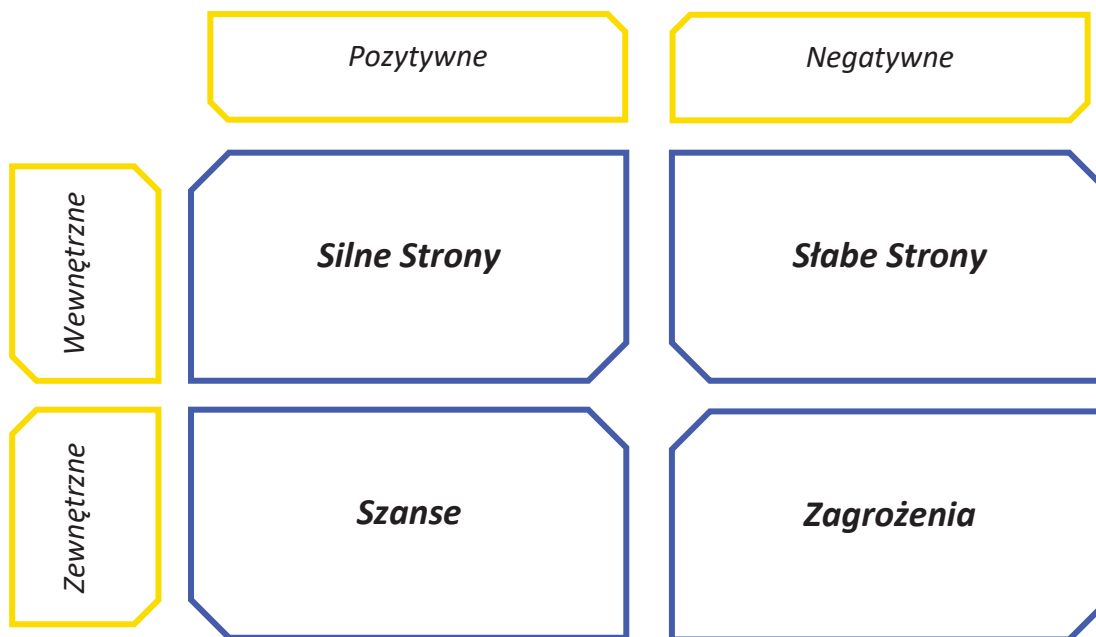 Pozytywne
Negatywne
Wewnętrzne
Silne Strony
Słabe Strony
Zewnętrzne
Szanse
Zagrożenia